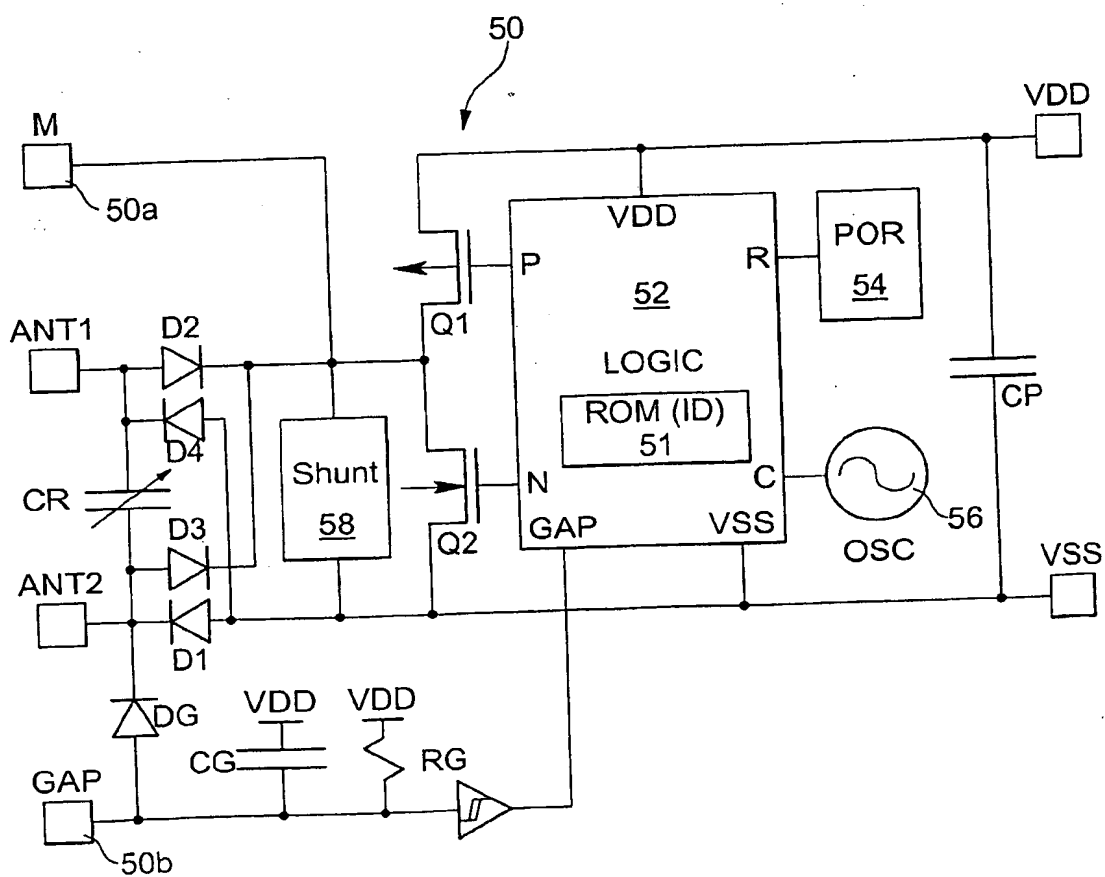 50
M
VDD
50a
VDD
P
R
POR
54
52
Q1
ANT1
D2
LOGIC
CP
ROM (ID)
51
D4
Shunt
58
CR
N
C
56
D3
GAP
VSS
OSC
Q2
ANT2
VSS
D1
DG
VDD
VDD
CG
RG
GAP
50b